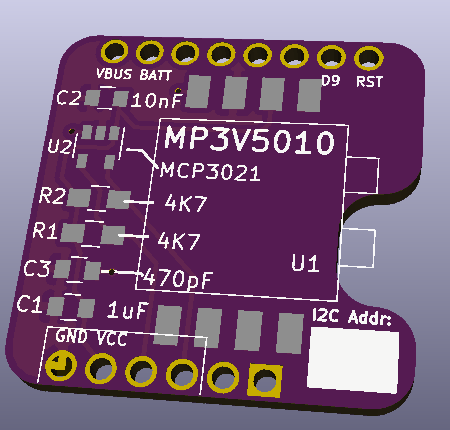 VBUS BATT D9 RST
C2 10nF
MP3V5010
U2 MCP3021
R2 4K7
R1 4K7
U1
C3 470pF
C1 1uF
I2C Addr:
GND VCC